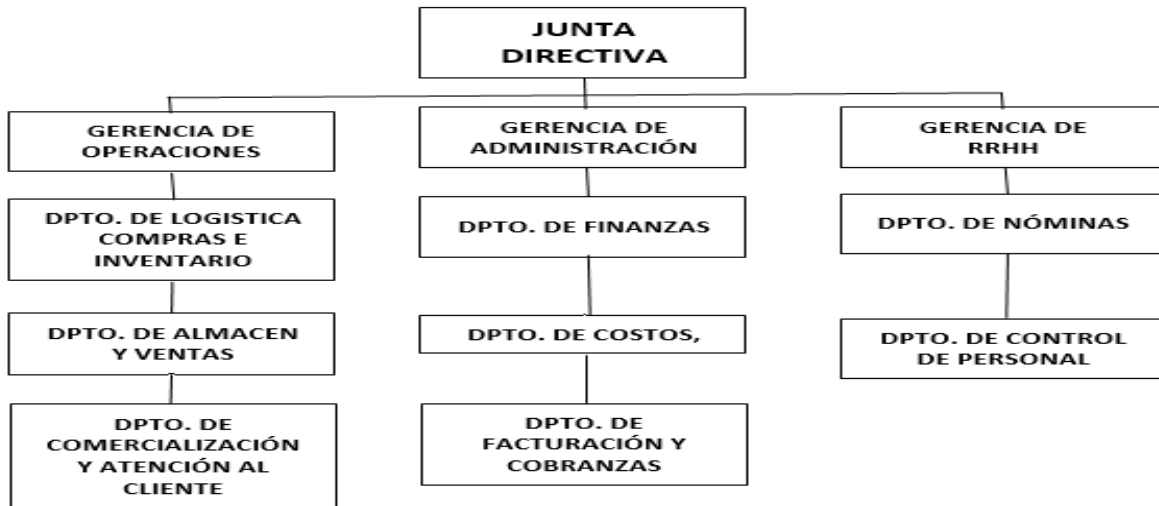 JUNTA
DIRECTIVA
GERENCIA DE
OPERACIONES
GERENCIA DE
ADMINISTRACIÓN
GERENCIA DE
RRHH
DPTO. DE LOGISTICA
COMPRAS E
INVENTARIO
DPTO. DE FINANZAS
DPTO. DE NÓMINAS
DPTO. DE ALMACEN
Y VENTAS
DPTO. DE COSTOS,
DPTO. DE CONTROL
DE PERSONAL
DPTO. DE
COMERCIALIZACIÓN
Y ATENCIÓN AL
CLIENTE
DPTO. DE
FACTURACIÓN Y
COBRANZAS